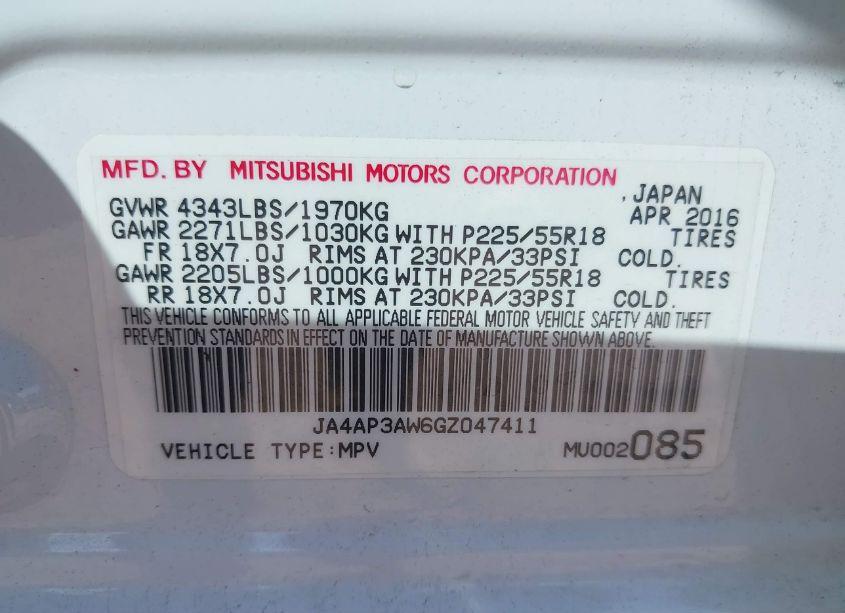 MFD. BY MITSUBISHI MOTORS CORPORATION
, JAPAN
GVWR 4343LBS/1970KG APR 2016
GAWR 2271LBS/1030KG WITH P225/55R18 TIRES
FR 18X7.0J RIMS AT 230KPA/33PSI COLD.
GAWR 2205LBS/1000KG WITH P225/55R18 TIRES
RR 18X7.0J RIMS AT 230KPA/33PSI COLD.
THIS VEHICLE CONFORMS TO ALL APPLICABLE FEDERAL MOTOR VEHICLE SAFETY AND THEFT
PREVENTION STANDARDS IN EFFECT ON THE DATE OF MANUFACTURE SHOWN ABOVE.
JA4AP3AW6GZ047411
VEHICLE TYPE:MPV MU002085